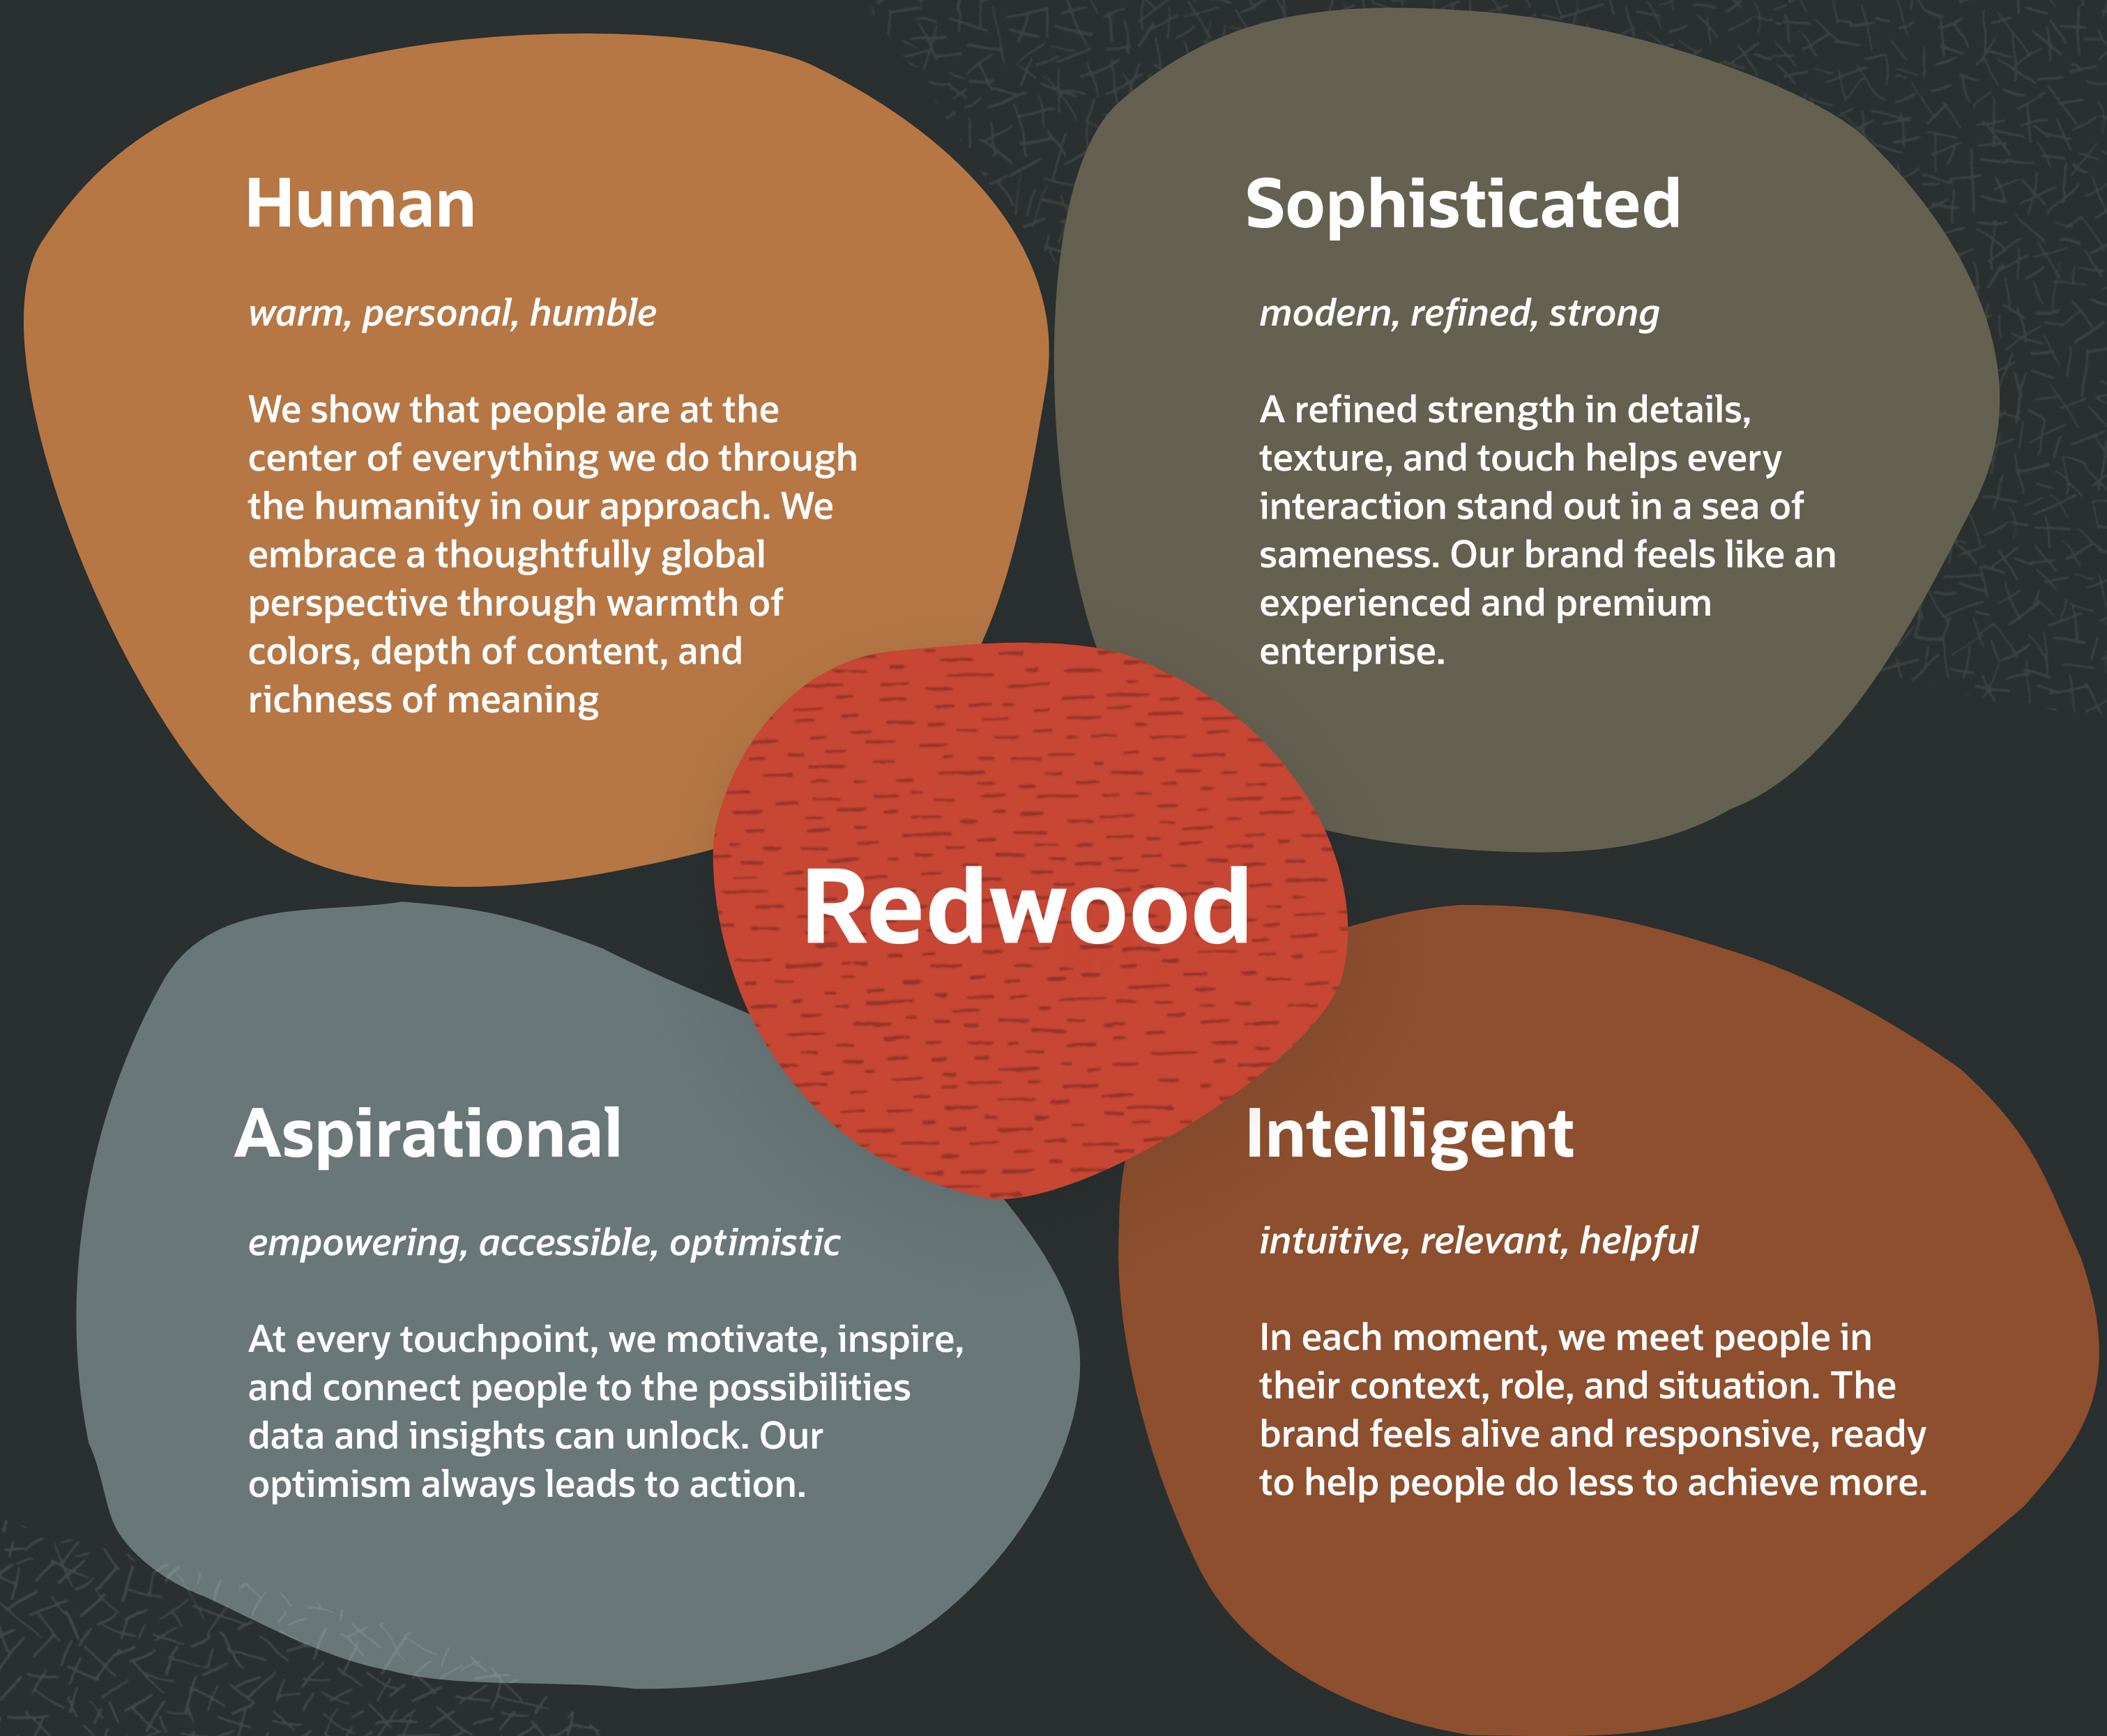 Human
warm, personal, humble
We show that people are at the
center of everything we do through
the humanity in our approach. We
embrace a thoughtfully global
perspective through warmth of
colors, depth of content, and
richness of meaning
Sophisticated
modern, refined, strong
A refined strength in details,
texture, and touch helps every
interaction stand out in a sea of
sameness. Our brand feels like an
experienced and premium
enterprise.
Redwood
Aspirational
empowering, accessible, optimistic
At every touchpoint, we motivate, inspire,
and connect people to the possibilities
data and insights can unlock. Our
optimism always leads to action.
Intelligent
intuitive, relevant, helpful
In each moment, we meet people in
their context, role, and situation. The
brand feels alive and responsive, ready
to help people do less to achieve more.